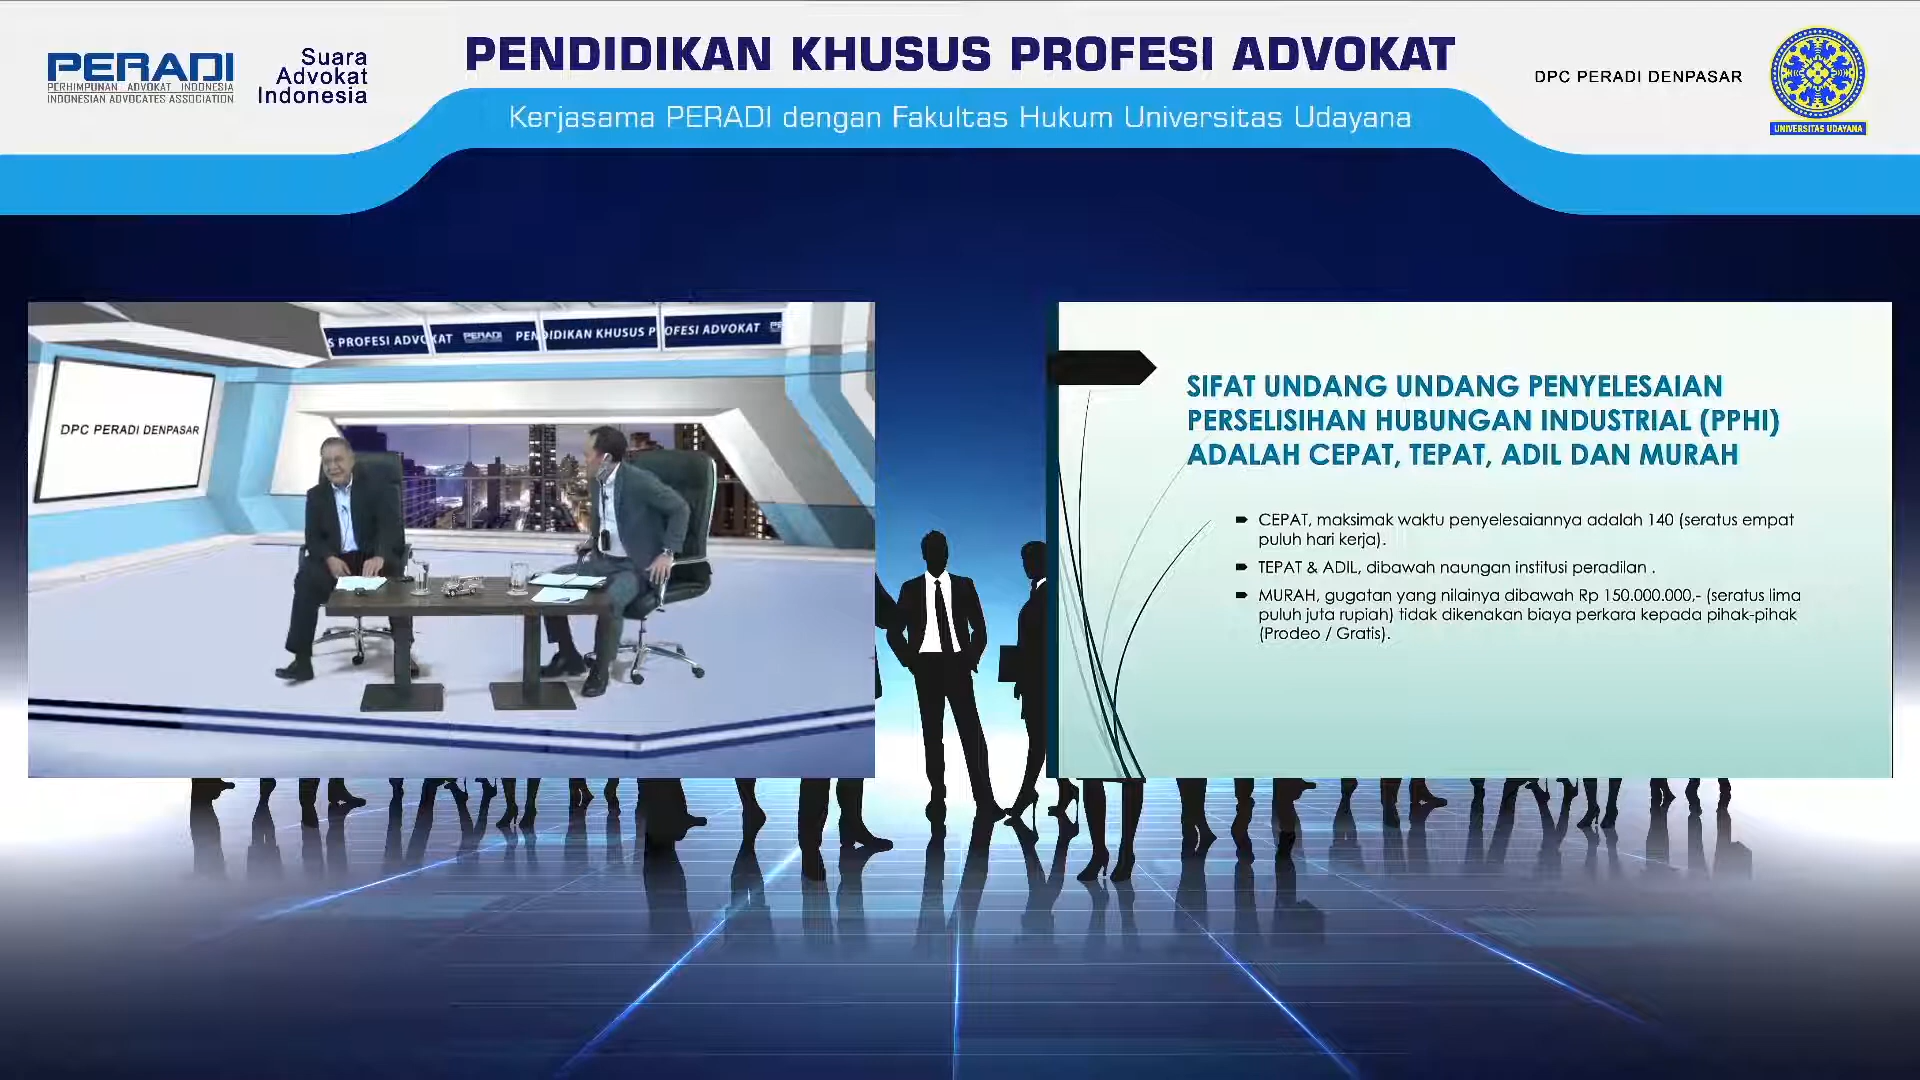 PERADI
PERHIMPUNAN ADVOKAT INDONESIA
INDONESIAN ADVOCATES ASSOCIATION
Suara
Advokat
Indonesia
PENDIDIKAN KHUSUS PROFESI ADVOKAT
Kerjasama PERADI dengan Fakultas Hukum Universitas Udayana
DPC PERADI DENPASAR
UNIVERSITAS UDAYANA
S PROFESI ADVOKAT PERADI PENDIDIKAN KHUSUS PROFESI ADVOKAT PE
DPC PERADI DENPASAR
SIFAT UNDANG UNDANG PENYELESAIAN
PERSELISIHAN HUBUNGAN INDUSTRIAL (PPHI)
ADALAH CEPAT, TEPAT, ADIL DAN MURAH
CEPAT, maksimak waktu penyelesaiannya adalah 140 (seratus empat
puluh hari kerja).
TEPAT & ADIL, dibawah naungan institusi peradilan .
MURAH, gugatan yang nilainya dibawah Rp 150.000.000,- (seratus lima
puluh juta rupiah) tidak dikenakan biaya perkara kepada pihak-pihak
(Prodeo / Gratis).